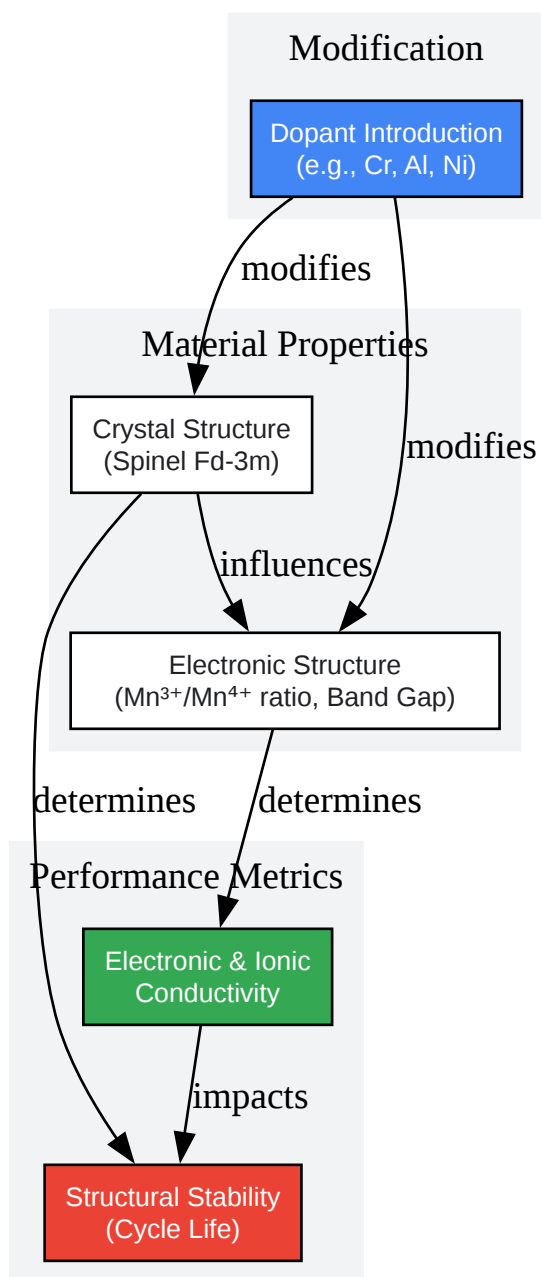 Modification
Dopant Introduction
(e.g., Cr, Al, Ni)
modifies
Material Properties
Crystal Structure
(Spinel Fd-3m)
modifies
influences
Electronic Structure
(Mn³⁺/Mn⁴⁺ ratio, Band Gap)
determines
determines
Performance Metrics
Electronic & Ionic
Conductivity
impacts
Structural Stability
(Cycle Life)